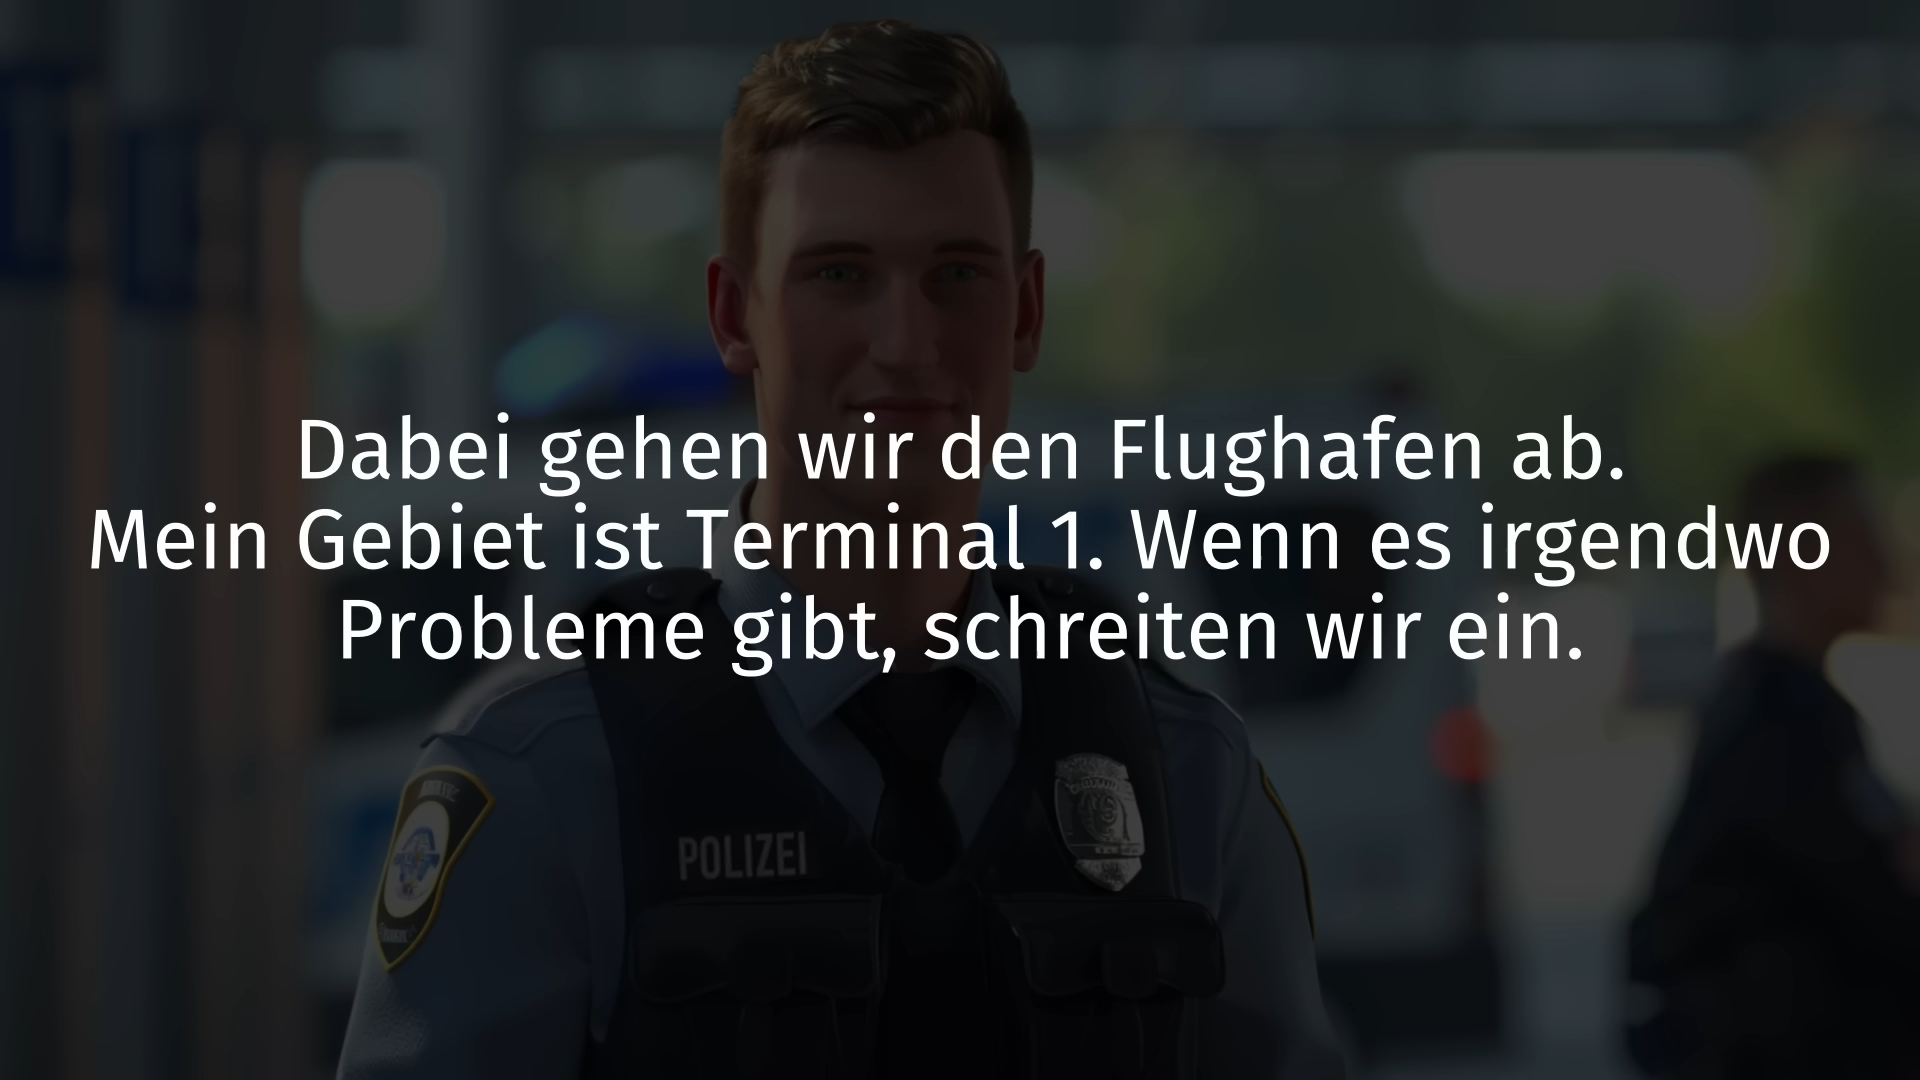 Dabei gehen wir den Flughafen ab.
Mein Gebiet ist Terminal 1. Wenn es irgendwo
Probleme gibt, schreiten wir ein.
POLIZEI